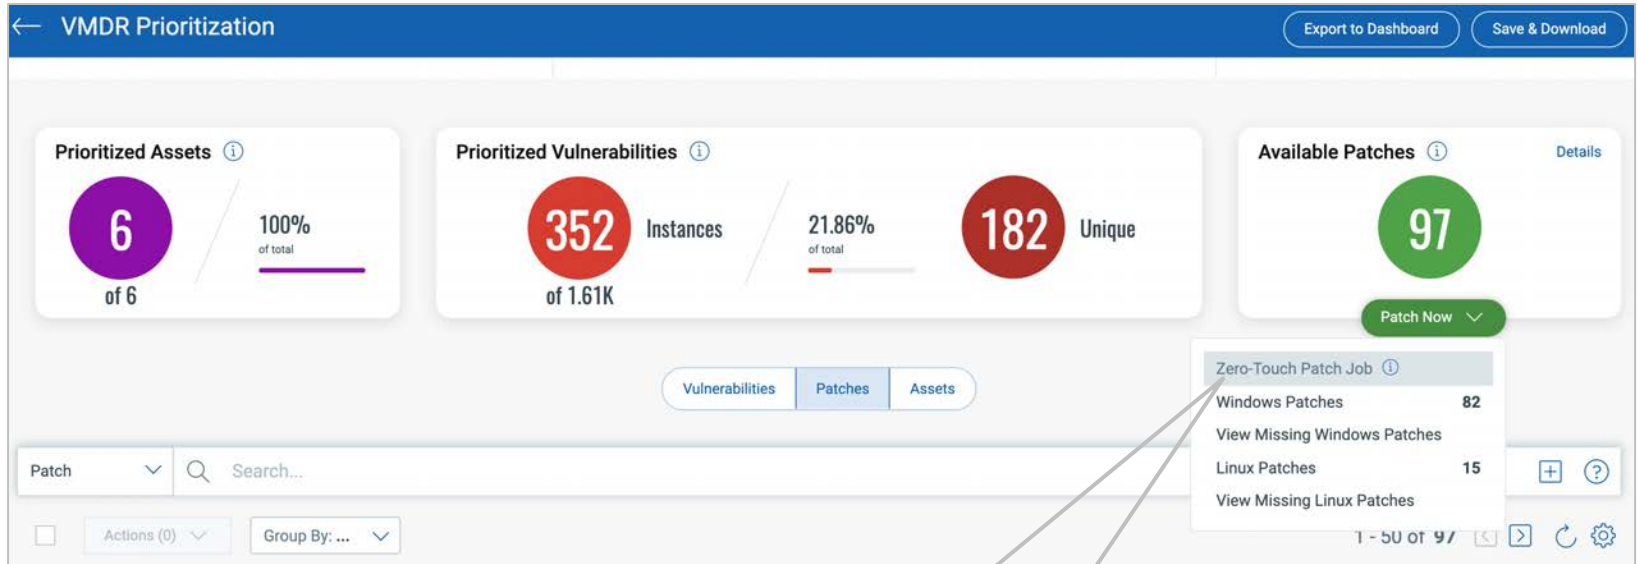 VMDR Prioritization
Export to Dashboard
Save & Download
Prioritized Assets
6
of 6
100%
of total
Prioritized Vulnerabilities
352
Instances
of 1.61K
21.86%
of total
182
Unique
Available Patches
Details
97
Patch Now
Zero-Touch Patch Job
Windows Patches 82
View Missing Windows Patches
Linux Patches 15
View Missing Linux Patches
Vulnerabilities
Patches
Assets
Patch
Search...
Actions (0)
Group By: ...
1 - 50 of 97